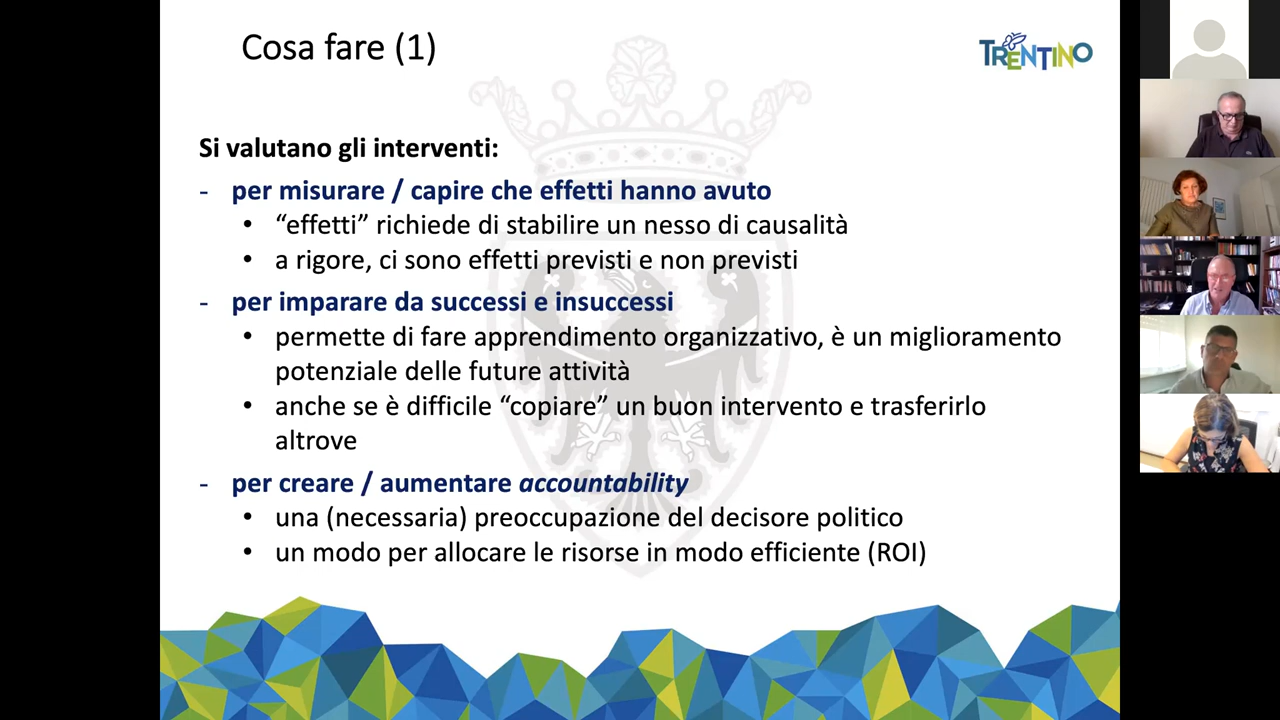 Cosa fare (1)
TRENTINO
Si valutano gli interventi:
- per misurare / capire che effetti hanno avuto
• “effetti” richiede di stabilire un nesso di causalità
• a rigore, ci sono effetti previsti e non previsti
- per imparare da successi e insuccessi
• permette di fare apprendimento organizzativo, è un miglioramento
potenziale delle future attività
• anche se è difficile “copiare” un buon intervento e trasferirlo
altrove
- per creare / aumentare accountability
• una (necessaria) preoccupazione del decisore politico
• un modo per allocare le risorse in modo efficiente (ROI)